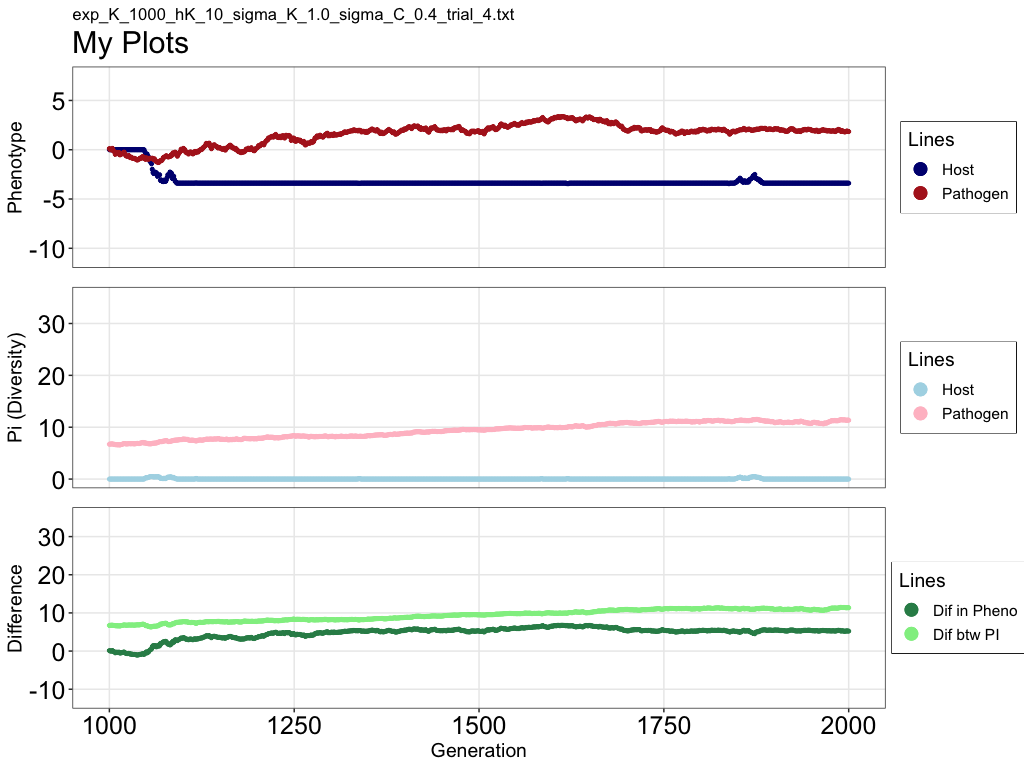 exp_K_1000_hK_10_sigma_K_1.0_sigma_C_0.4_trial_4.txt
My Plots
Phenotype
5
0
-5
-10
Lines
Host
Pathogen
Pi (Diversity)
30
20
10
0
Lines
Host
Pathogen
Difference
30
20
10
0
-10
Lines
Dif in Pheno
Dif btw PI
1000 1250 1500 1750 2000
Generation